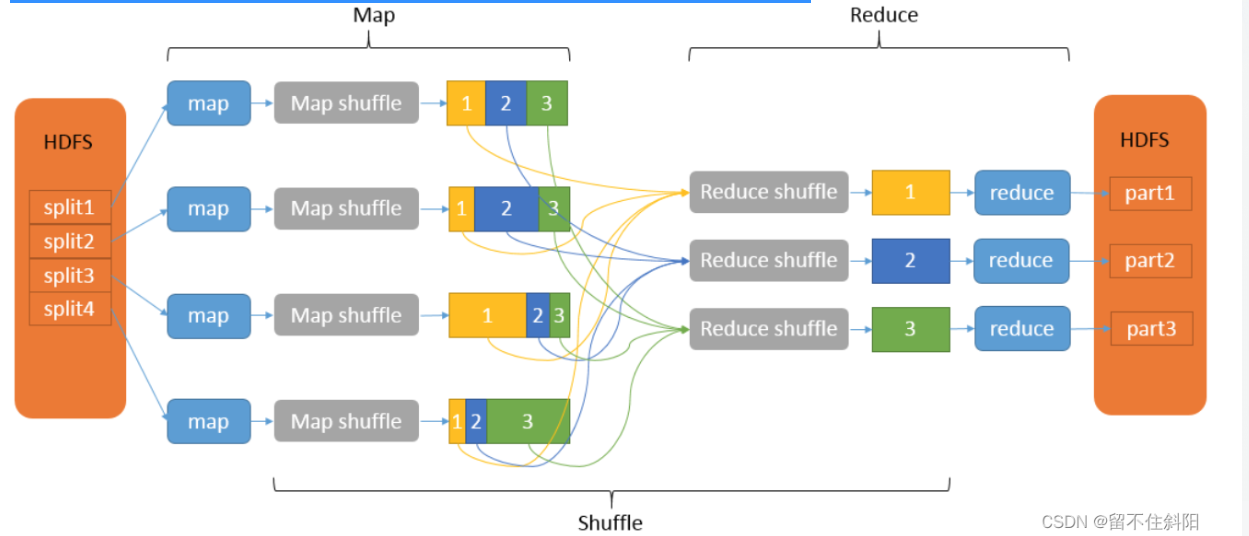 Map
Reduce
HDFS
split1
split2
split3
split4
map
Map shuffle
1 2 3
map
Map shuffle
1 2 3
map
Map shuffle
1 2 3
map
Map shuffle
1 2 3
Reduce shuffle
1
reduce
Reduce shuffle
2
reduce
Reduce shuffle
3
reduce
HDFS
part1
part2
part3
Shuffle
CSDN @留不住斜阳